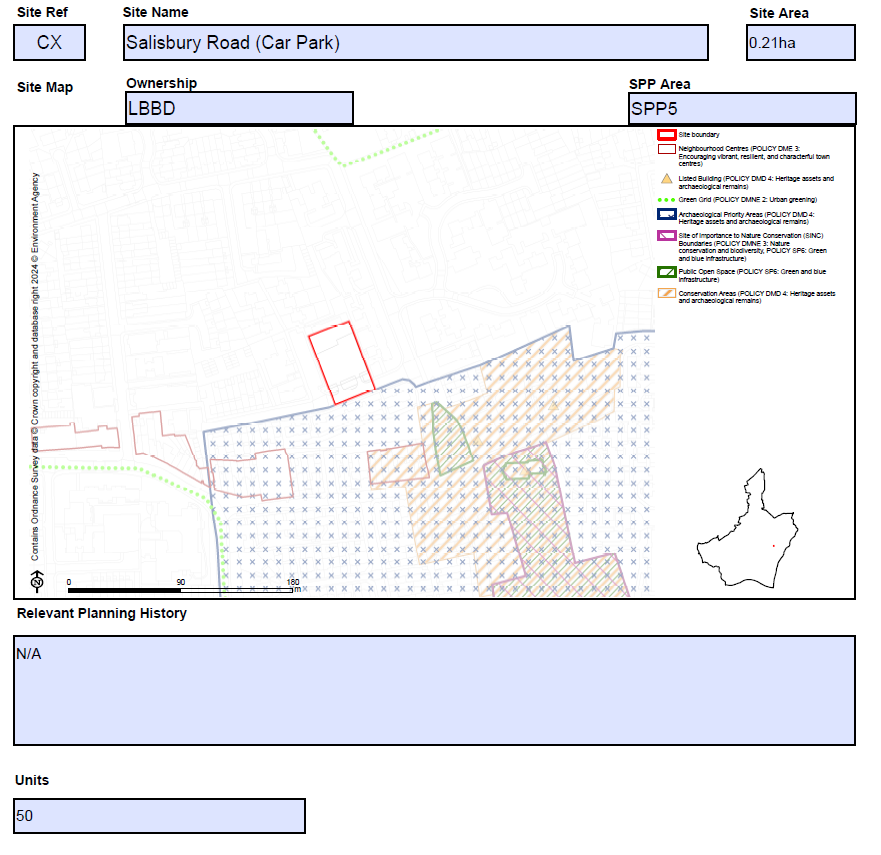 Site Ref
Site Name
Site Area
CX
Salisbury Road (Car Park)
0.21ha
Site Map
Ownership
SPP Area
LBBD
SPP5
Contains Ordnance Survey data © Crown copyright and database right 2024 © Environment Agency
Site boundary
Neighbourhood Centres (POLICY DME 3:
Encouraging vibrant, resilient, and characterful town
centres)
Listed Building (POLICY DMD 4: Heritage assets and
archaeological remains)
Green Grid (POLICY DMNE 2: Urban greening)
Archaeological Priority Areas (POLICY DMD 4:
Heritage assets and archaeological remains)
Site of Importance to Nature Conservation (SINC)
Boundaries (POLICY DMNE 3: Nature
conservation and biodiversity, POLICY SP6: Green
and blue infrastructure)
Public Open Space (POLICY SP6: Green and blue
infrastructure)
Conservation Areas (POLICY DMD 4: Heritage assets
and archaeological remains)
N
0 90 180
m
Relevant Planning History
N/A
Units
50